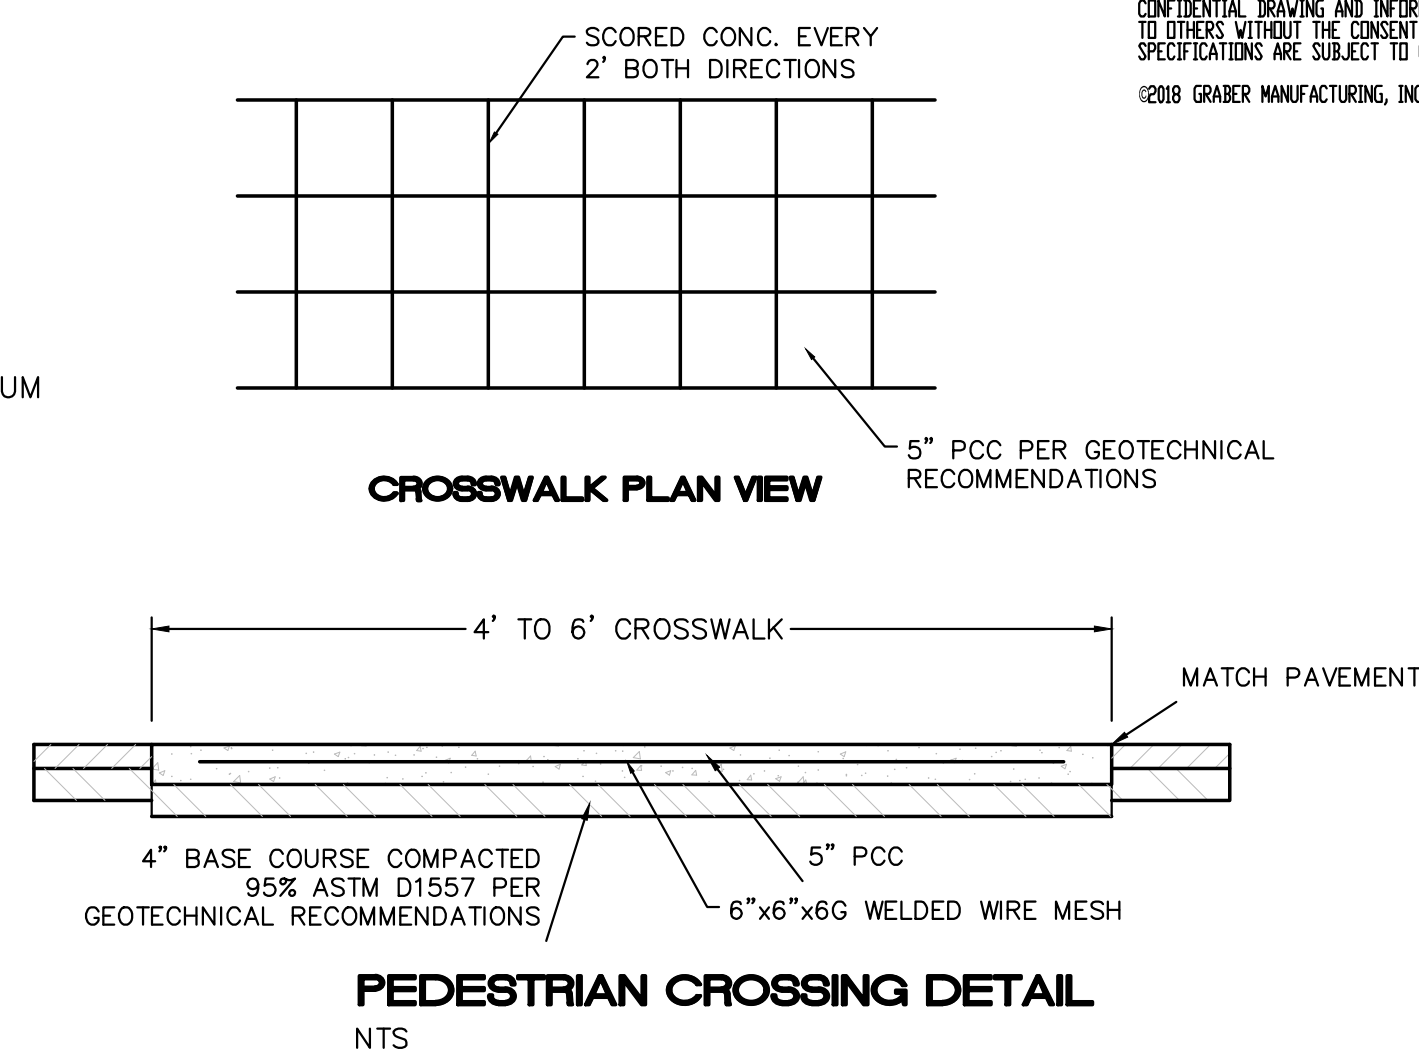 CONFIDENTIAL DRAWING AND
TO OTHERS WITHOUT THE CONSENT
SPECIFICATIONS ARE SUBJECT TO
©2018 GRABER MANUFACTURING,
SCORED CONC. EVERY
2' BOTH DIRECTIONS
UM
5" PCC PER GEOTECHNICAL
RECOMMENDATIONS
CROSSWALK PLAN VIEW
4' TO 6' CROSSWALK
MATCH PAVEMENT
4" BASE COURSE COMPACTED
95% ASTM D1557 PER
GEOTECHNICAL RECOMMENDATIONS
5" PCC
6"x6"x6G WELDED WIRE MESH
PEDESTRIAN CROSSING DETAIL
NTS